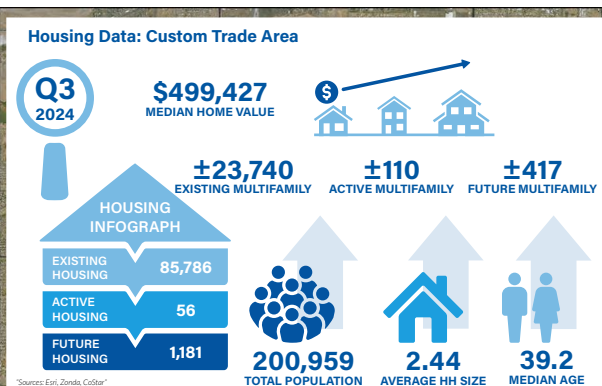 Housing Data: Custom Trade Area
Q3
2024
$499,427
MEDIAN HOME VALUE
$
±23,740
EXISTING MULTIFAMILY
±110
ACTIVE MULTIFAMILY
±417
FUTURE MULTIFAMILY
HOUSING
INFOGRAPH
EXISTING
HOUSING
85,786
ACTIVE
HOUSING
56
FUTURE
HOUSING
1,181
200,959
TOTAL POPULATION
2.44
AVERAGE HH SIZE
39.2
MEDIAN AGE
"Sources: Esri, Zonda, CoStar"